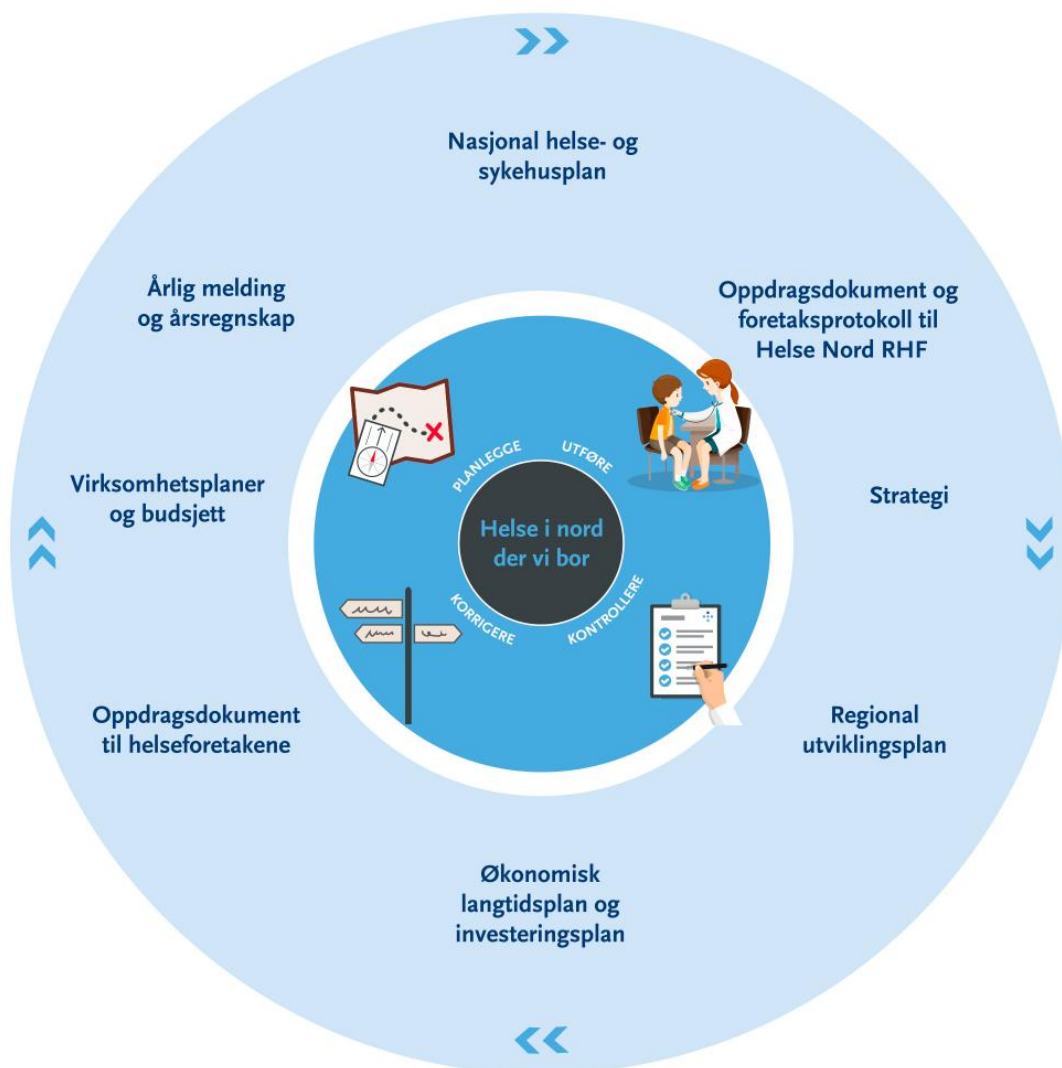 Nasjonal helse- og
sykehusplan
Oppdragsdokument og
foretaksprotokoll til
Helse Nord RHF
Strategi
Regional
utviklingsplan
Økonomisk
langtidsplan og
investeringsplan
Oppdragsdokument
til helseforetakene
Virksomhetsplaner
og budsjett
Årlig melding
og årsregnskap
PLANLEGGE
UTFØRE
KONTROLLERE
KORRIGERE
Helse i nord
der vi bor